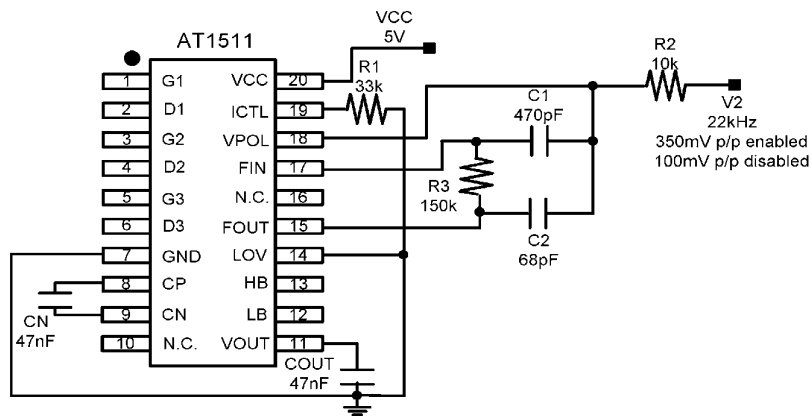 AT1511
VCC
5V
R1
33k
R2
10k
C1
470pF
V2
22kHz
350mV p/p enabled
100mV p/p disabled
R3
150k
C2
68pF
1 G1 VCC 20
2 D1 ICTL 19
3 G2 VPOL 18
4 D2 FIN 17
5 G3 N.C. 16
6 D3 FOUT 15
7 GND LOV 14
8 CP HB 13
9 CN LB 12
10 N.C. VOUT 11
CN
47nF
COUT
47nF